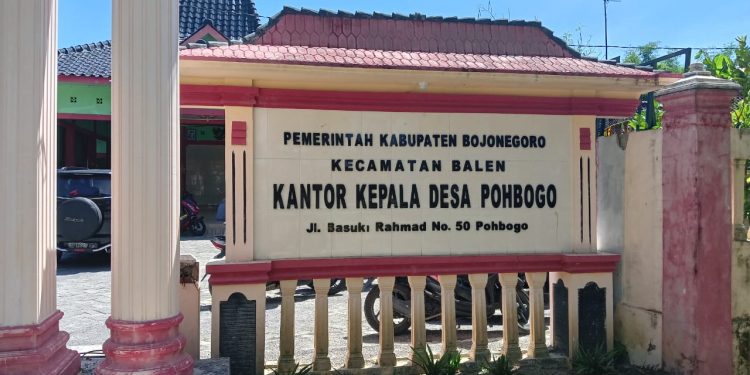 PEMERINTAH KABUPATEN BOJONEGORO
KECAMATAN BALEN
KANTOR KEPALA DESA POHBOGO
Jl. Basuki Rahmad No. 50 Pohbogo